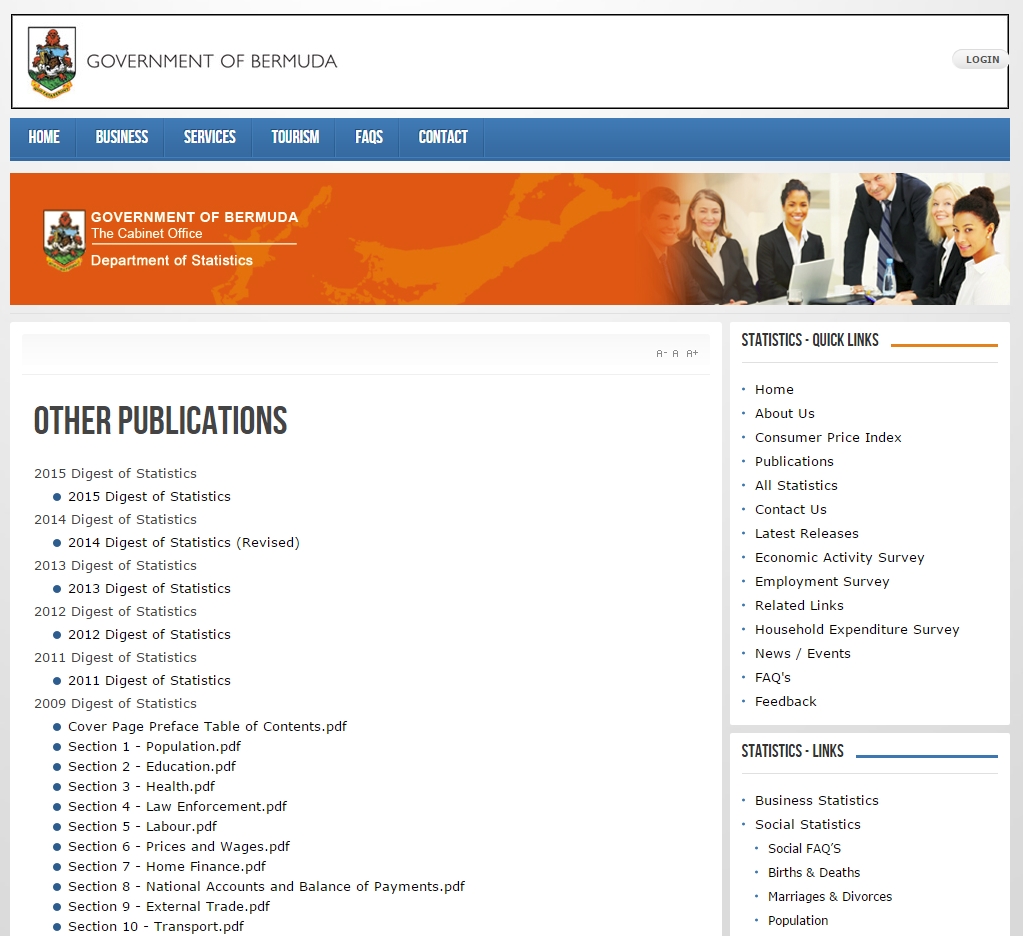 GOVERNMENT OF BERMUDA
LOGIN
HOME BUSINESS SERVICES TOURISM FAQS CONTACT
GOVERNMENT OF BERMUDA
The Cabinet Office
Department of Statistics
A- A A+
OTHER PUBLICATIONS
2015 Digest of Statistics
2015 Digest of Statistics
2014 Digest of Statistics
2014 Digest of Statistics (Revised)
2013 Digest of Statistics
2013 Digest of Statistics
2012 Digest of Statistics
2012 Digest of Statistics
2011 Digest of Statistics
2011 Digest of Statistics
2009 Digest of Statistics
Cover Page Preface Table of Contents.pdf
Section 1 - Population.pdf
Section 2 - Education.pdf
Section 3 - Health.pdf
Section 4 - Law Enforcement.pdf
Section 5 - Labour.pdf
Section 6 - Prices and Wages.pdf
Section 7 - Home Finance.pdf
Section 8 - National Accounts and Balance of Payments.pdf
Section 9 - External Trade.pdf
Section 10 - Transport.pdf
STATISTICS - QUICK LINKS
Home
About Us
Consumer Price Index
Publications
All Statistics
Contact Us
Latest Releases
Economic Activity Survey
Employment Survey
Related Links
Household Expenditure Survey
News / Events
FAQ's
Feedback
STATISTICS - LINKS
Business Statistics
Social Statistics
Social FAQ’S
Births & Deaths
Marriages & Divorces
Population